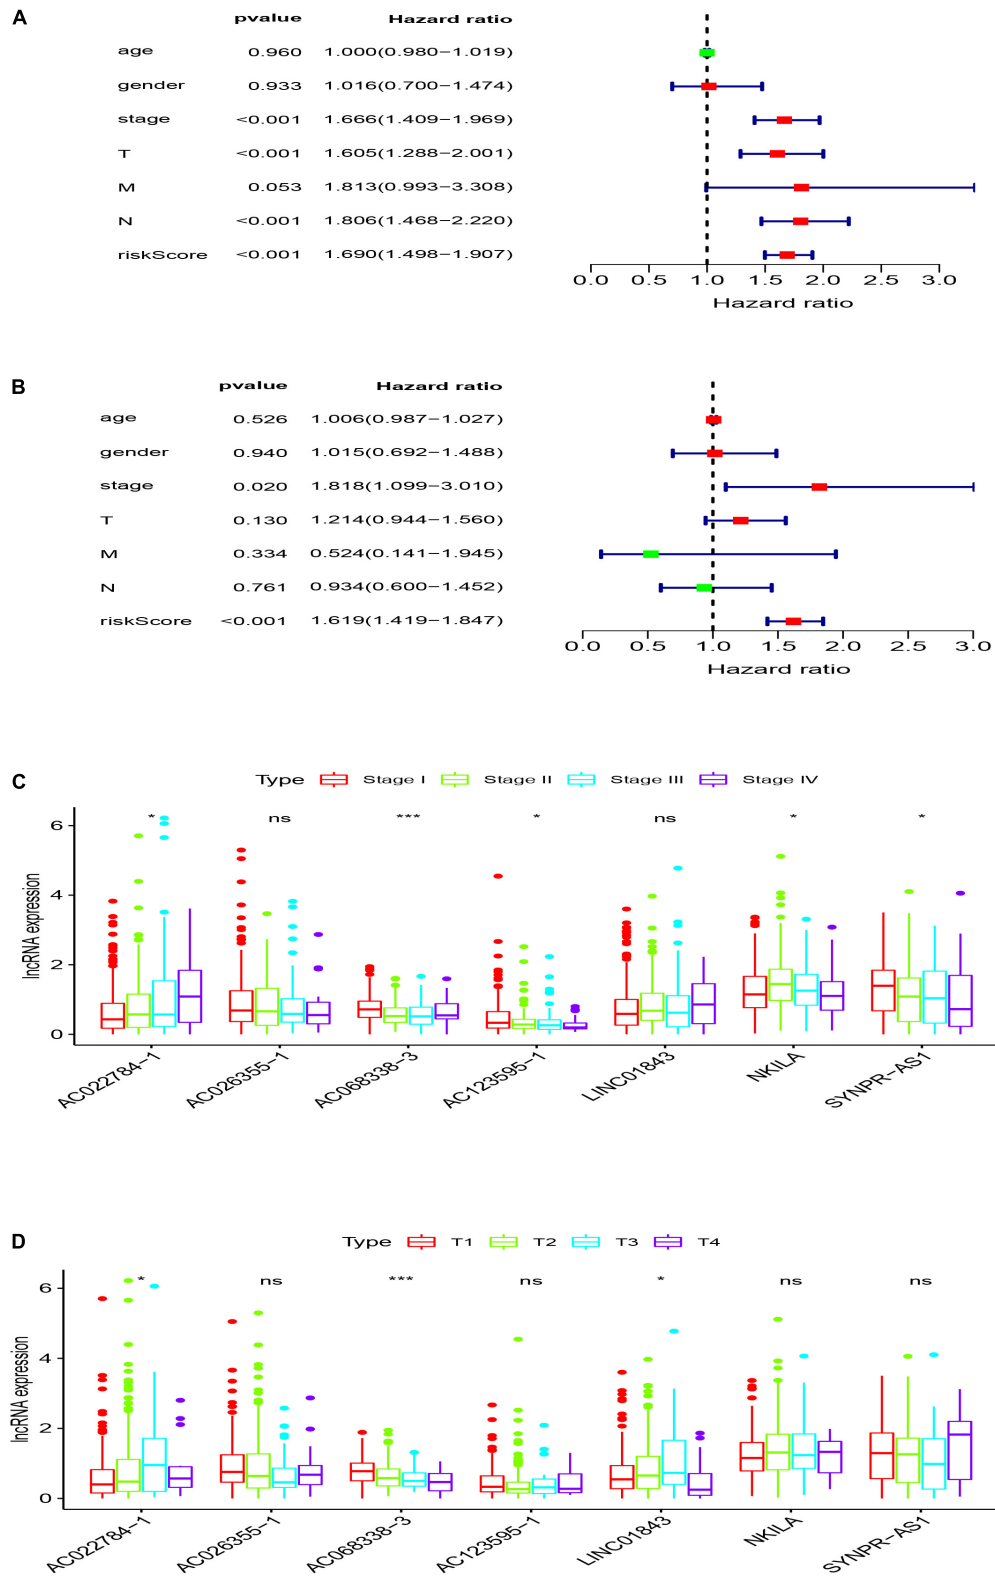 A
pvalue Hazard ratio
age 0.960 1.000(0.980−1.019)
gender 0.933 1.016(0.700−1.474)
stage <0.001 1.666(1.409−1.969)
T <0.001 1.605(1.288−2.001)
M 0.053 1.813(0.993−3.308)
N <0.001 1.806(1.468−2.220)
riskScore <0.001 1.690(1.498−1.907)
0.0 0.5 1.0 1.5 2.0 2.5 3.0
Hazard ratio
B
pvalue Hazard ratio
age 0.526 1.006(0.987−1.027)
gender 0.940 1.015(0.692−1.488)
stage 0.020 1.818(1.099−3.010)
T 0.130 1.214(0.944−1.560)
M 0.334 0.524(0.141−1.945)
N 0.761 0.934(0.600−1.452)
riskScore <0.001 1.619(1.419−1.847)
0.0 0.5 1.0 1.5 2.0 2.5 3.0
Hazard ratio
C
Type Stage I Stage II Stage III Stage IV
* ns *** * ns * *
6
4
2
0
lncRNA expression
AC022784−1 AC026355−1 AC068338−3 AC123595−1 LINC01843 NKILA SYNPR−AS1
D
Type T1 T2 T3 T4
* ns *** ns * ns ns
6
4
2
0
lncRNA expression
AC022784−1 AC026355−1 AC068338−3 AC123595−1 LINC01843 NKILA SYNPR−AS1